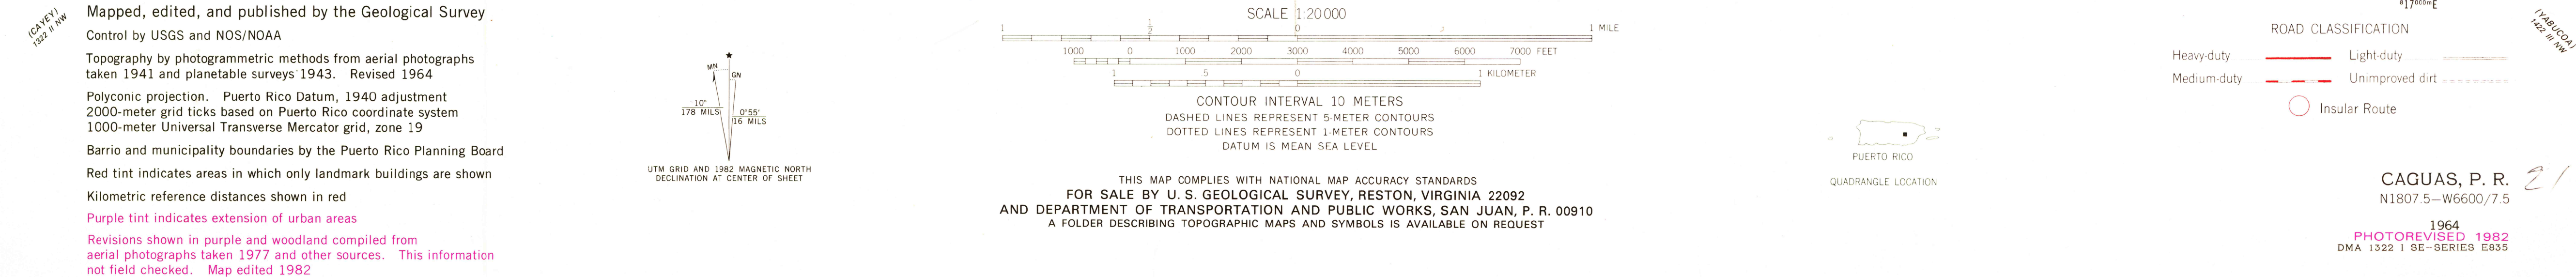 (CAYEY)
1322 II NW
Mapped, edited, and published by the Geological Survey
Control by USGS and NOS/NOAA
Topography by photogrammetric methods from aerial photographs
taken 1941 and planetable surveys 1943. Revised 1964
Polyconic projection. Puerto Rico Datum, 1940 adjustment
2000-meter grid ticks based on Puerto Rico coordinate system
1000-meter Universal Transverse Mercator grid, zone 19
Barrio and municipality boundaries by the Puerto Rico Planning Board
Red tint indicates areas in which only landmark buildings are shown
Kilometric reference distances shown in red
Purple tint indicates extension of urban areas
Revisions shown in purple and woodland compiled from
aerial photographs taken 1977 and other sources. This information
not field checked. Map edited 1982
MN
GN
10°
178 MILS
0°55'
16 MILS
UTM GRID AND 1982 MAGNETIC NORTH
DECLINATION AT CENTER OF SHEET
SCALE 1:20 000
1 1/2 0 1 MILE
1000 0 1000 2000 3000 4000 5000 6000 7000 FEET
1 .5 0 1 KILOMETER
CONTOUR INTERVAL 10 METERS
DASHED LINES REPRESENT 5-METER CONTOURS
DOTTED LINES REPRESENT 1-METER CONTOURS
DATUM IS MEAN SEA LEVEL
THIS MAP COMPLIES WITH NATIONAL MAP ACCURACY STANDARDS
FOR SALE BY U. S. GEOLOGICAL SURVEY, RESTON, VIRGINIA 22092
AND DEPARTMENT OF TRANSPORTATION AND PUBLIC WORKS, SAN JUAN, P. R. 00910
A FOLDER DESCRIBING TOPOGRAPHIC MAPS AND SYMBOLS IS AVAILABLE ON REQUEST
PUERTO RICO
QUADRANGLE LOCATION
817000mE
(YABUCOA)
1422 III NW
ROAD CLASSIFICATION
Heavy-duty Light-duty
Medium-duty Unimproved dirt
Insular Route
CAGUAS, P. R.
21
N1807.5—W6600/7.5
1964
PHOTOREVISED 1982
DMA 1322 I SE-SERIES E835